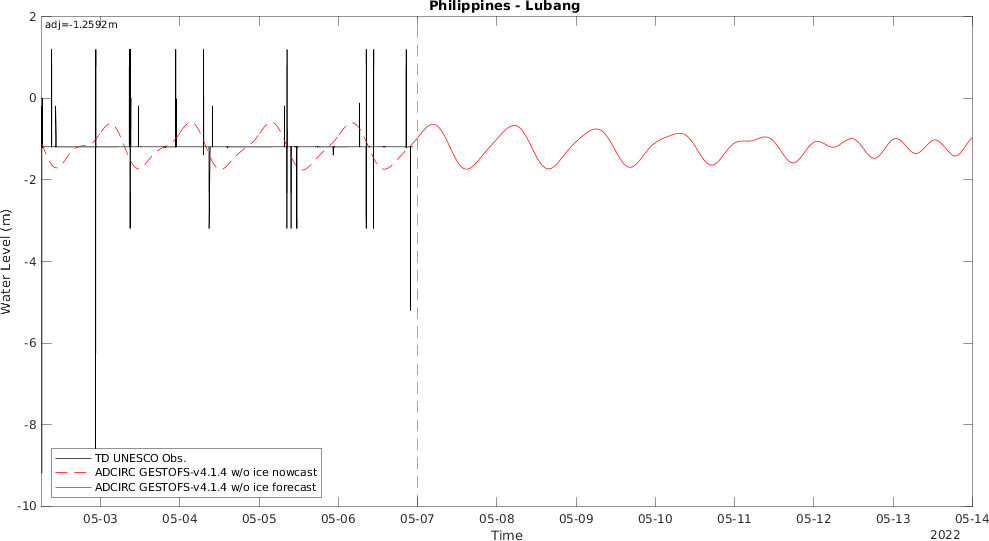 Philippines - Lubang
adj=-1.2592m
2
0
-2
-4
-6
-8
-10
Water Level (m)
TD UNESCO Obs.
ADCIRC GESTOFS-v4.1.4 w/o ice nowcast
ADCIRC GESTOFS-v4.1.4 w/o ice forecast
05-03 05-04 05-05 05-06 05-07 05-08 05-09 05-10 05-11 05-12 05-13 05-14
Time
2022